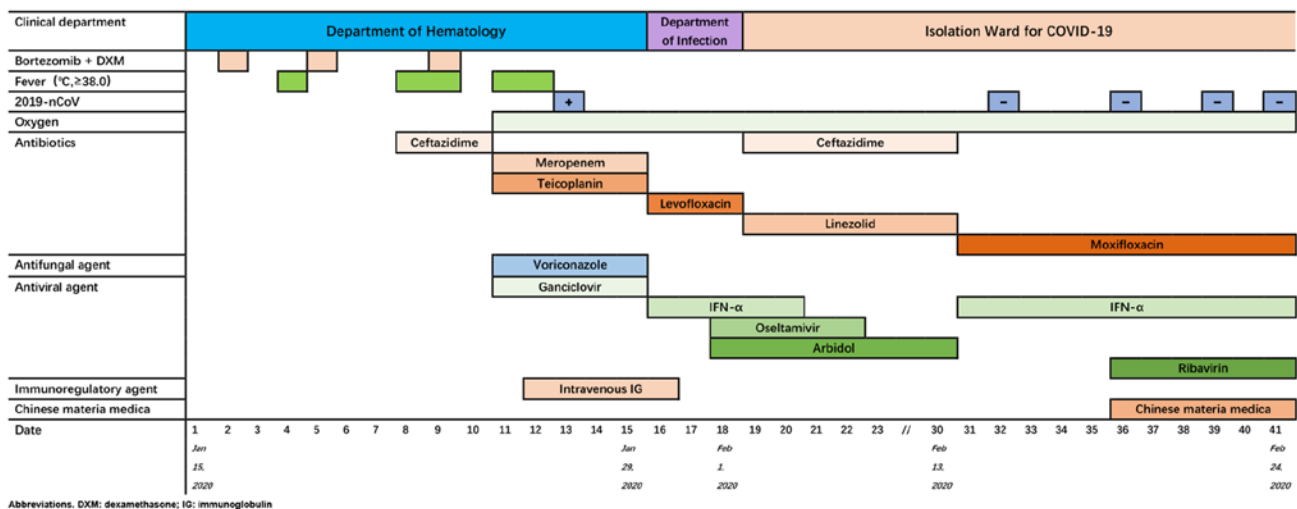 Clinical department
Department of Hematology
Department
of Infection
Isolation Ward for COVID-19
Bortezomib + DXM
Fever (℃,≥38.0)
2019-nCoV
+ − − − −
Oxygen
Antibiotics
Ceftazidime Ceftazidime
Meropenem
Teicoplanin
Levofloxacin
Linezolid
Moxifloxacin
Antifungal agent Voriconazole
Antiviral agent Ganciclovir
IFN-α IFN-α
Oseltamivir
Arbidol
Ribavirin
Immunoregulatory agent Intravenous IG
Chinese materia medica Chinese materia medica
Date 1 2 3 4 5 6 7 8 9 10 11 12 13 14 15 16 17 18 19 20 21 22 23 // 30 31 32 33 34 35 36 37 38 39 40 41
Jan Jan Feb Feb Feb
15, 29, 1, 13, 24,
2020 2020 2020 2020 2020
Abbreviations. DXM: dexamethasone; IG: immunoglobulin